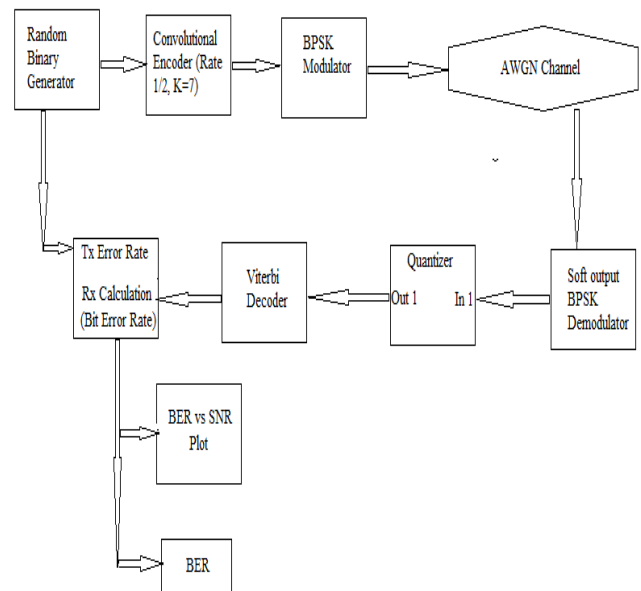 Random
Binary
Generator
Convolutional
Encoder (Rate
1/2, K=7)
BPSK
Modulator
AWGN Channel
Tx Error Rate
Rx Calculation
(Bit Error Rate)
Viterbi
Decoder
Quantizer
Out 1
In 1
Soft output
BPSK
Demodulator
BER vs SNR
Plot
BER